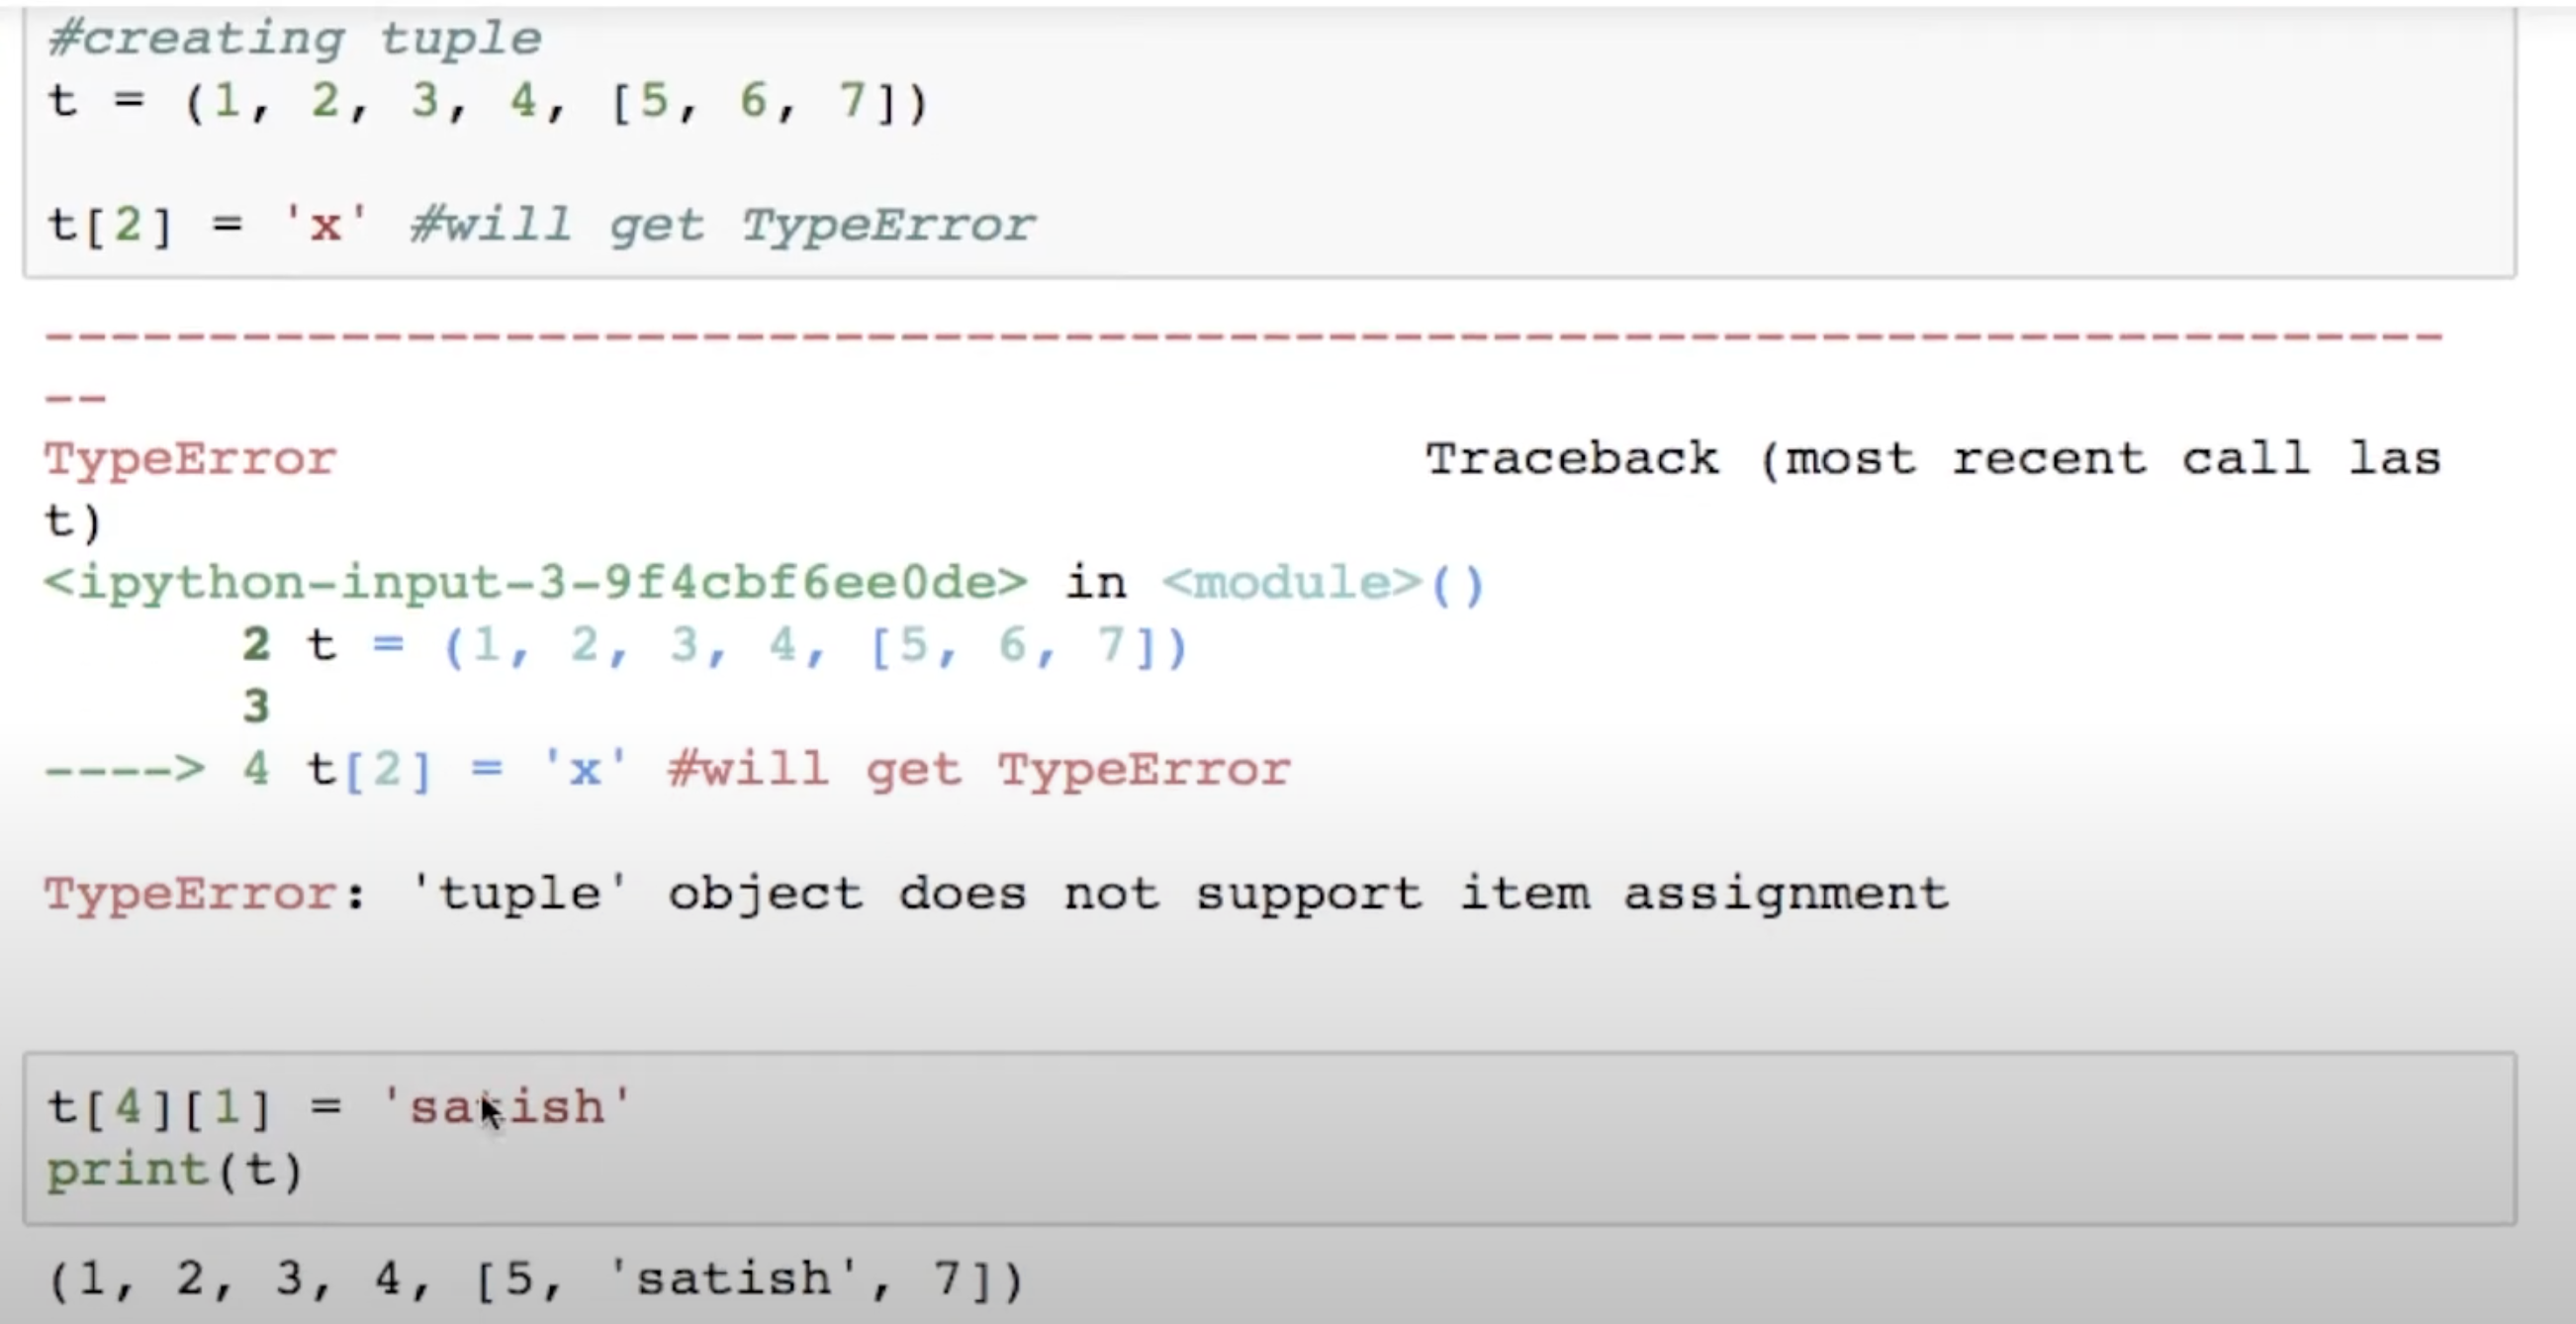 #creating tuple
t = (1, 2, 3, 4, [5, 6, 7])
t[2] = 'x' #will get TypeError
---------------------------------------------------------------------------
--
TypeError                                 Traceback (most recent call las
t)
<ipython-input-3-9f4cbf6ee0de> in <module>()
      2 t = (1, 2, 3, 4, [5, 6, 7])
      3
----> 4 t[2] = 'x' #will get TypeError
TypeError: 'tuple' object does not support item assignment
t[4][1] = 'satish'
print(t)
(1, 2, 3, 4, [5, 'satish', 7])